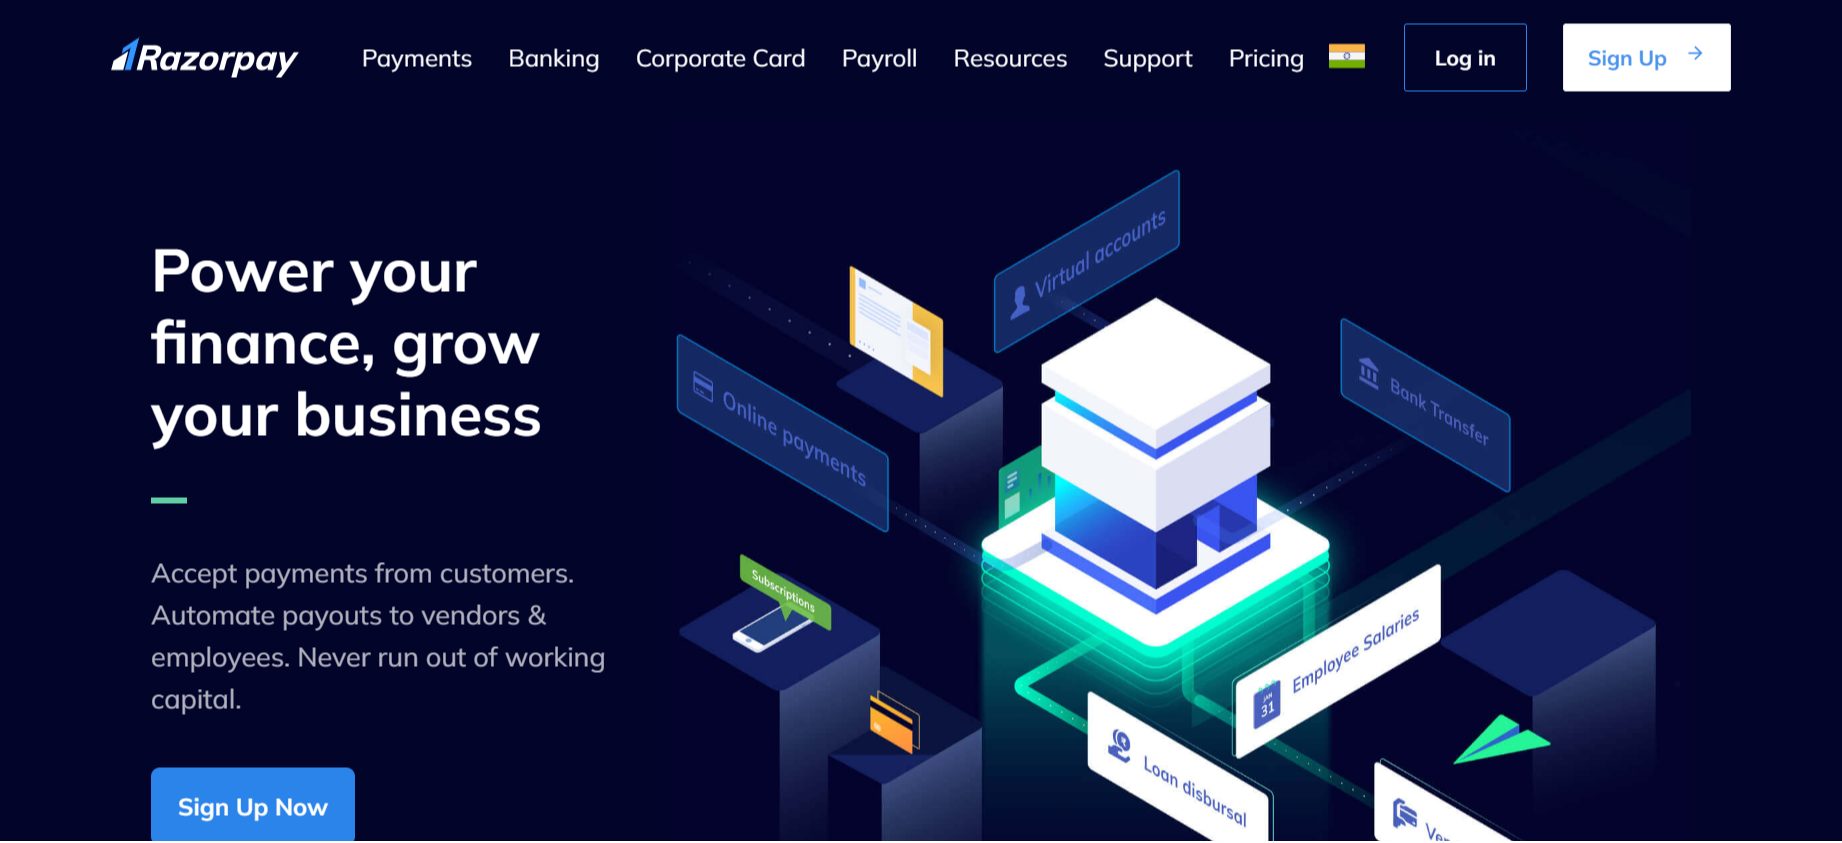 Razorpay
Payments
Banking
Corporate Card
Payroll
Resources
Support
Pricing
Log in
Sign Up
Power your
finance, grow
your business
Accept payments from customers.
Automate payouts to vendors &
employees. Never run out of working
capital.
Sign Up Now
Virtual accounts
Online payments
Bank Transfer
Subscriptions
Employee Salaries
JAN
31
Loan disbursal